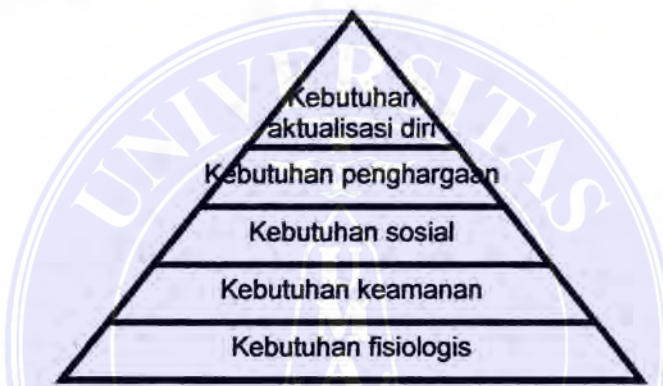 UNIVERSITAS
Kebutuhan
aktualisasi diri
Kebutuhan penghargaan
Kebutuhan sosial
Kebutuhan keamanan
Kebutuhan fisiologis